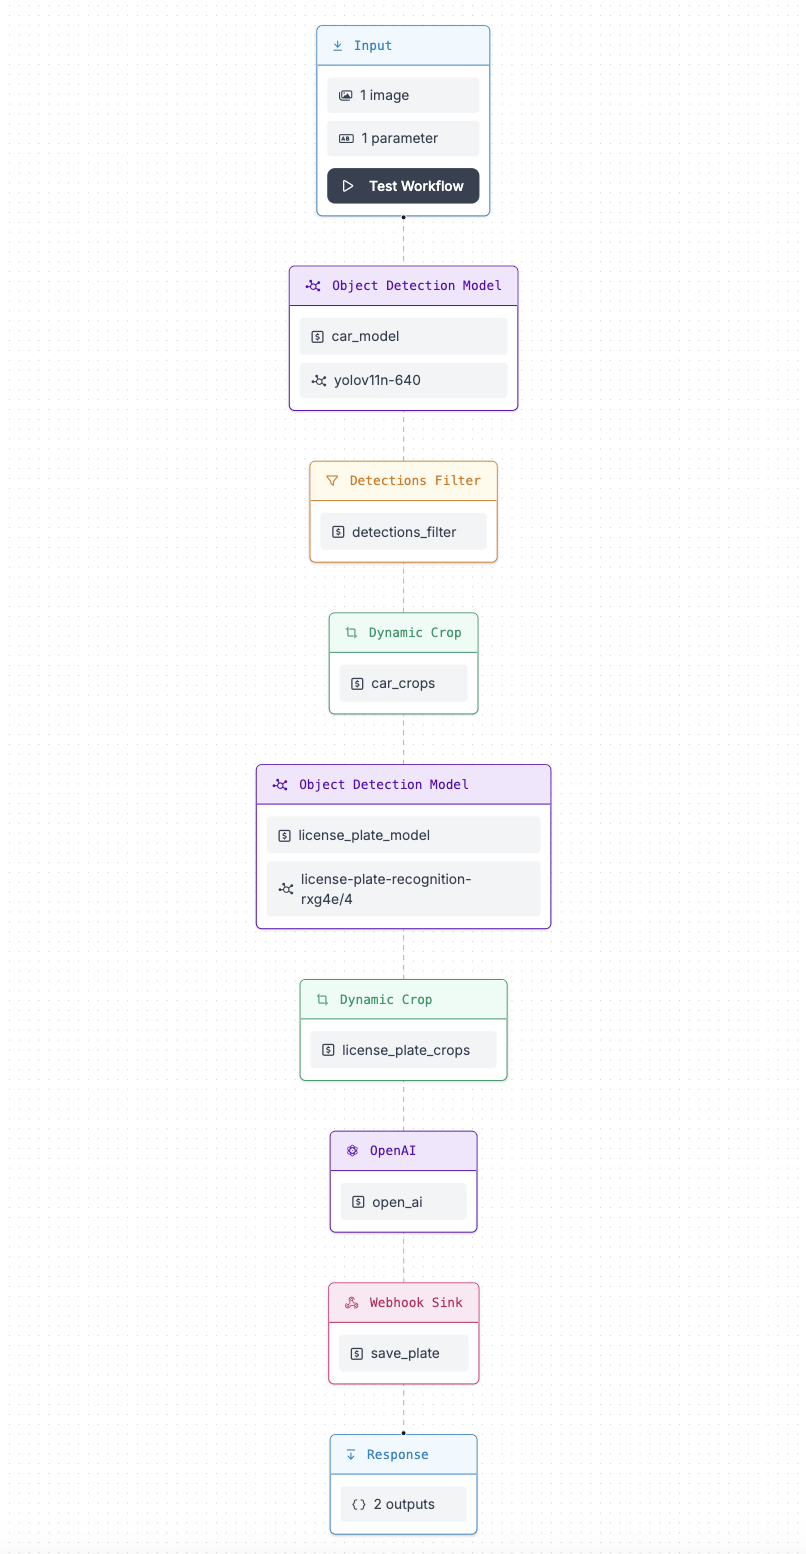 Input
1 image
1 parameter
Test Workflow
Object Detection Model
car_model
yolov11n-640
Detections Filter
detections_filter
Dynamic Crop
car_crops
Object Detection Model
license_plate_model
license-plate-recognition-
rxg4e/4
Dynamic Crop
license_plate_crops
OpenAI
open_ai
Webhook Sink
save_plate
Response
2 outputs